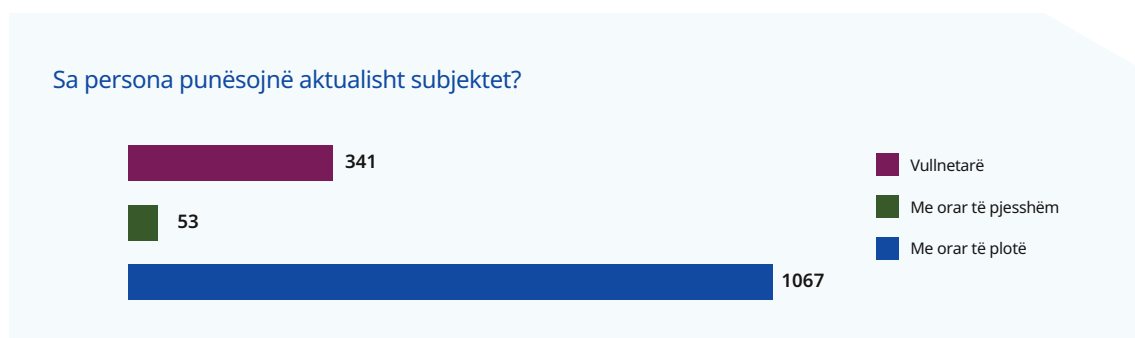 Sa persona punësojnë aktualisht subjektet?
341
53
1067
Vullnetarë
Me orar të pjesshëm
Me orar të plotë